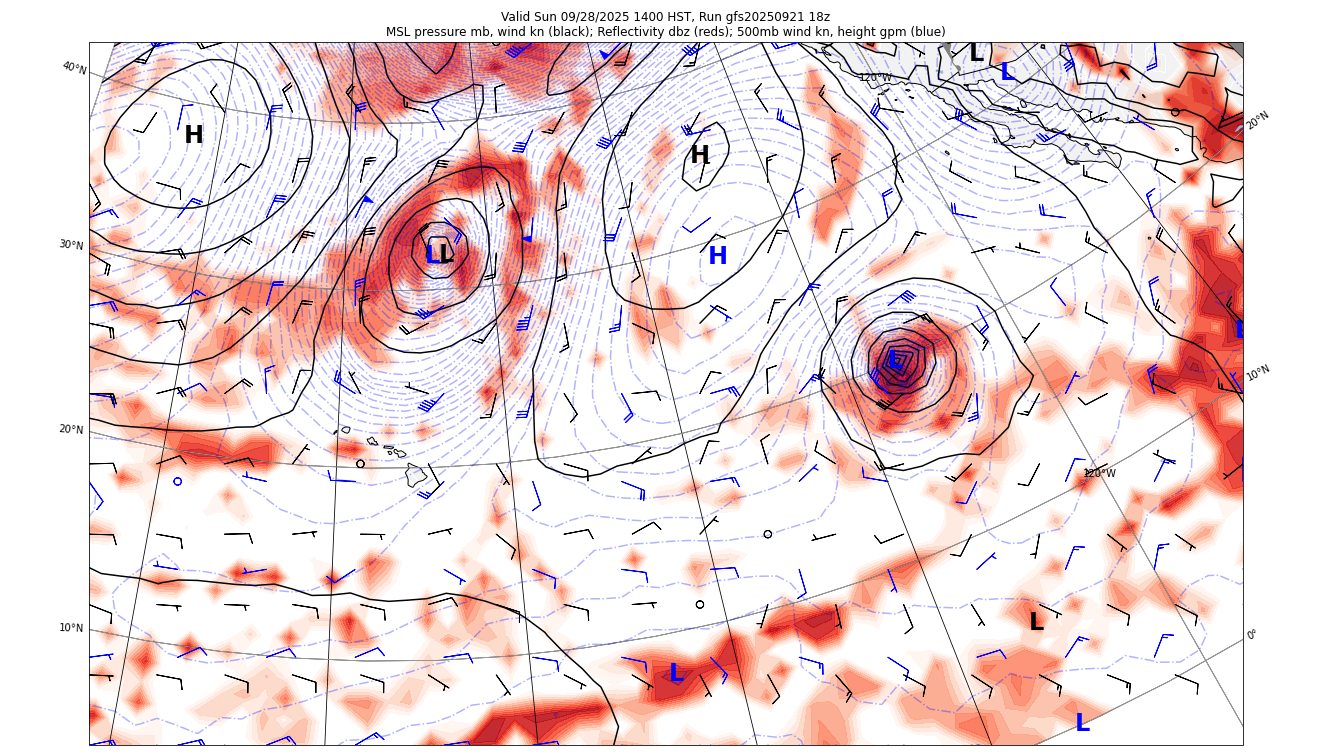 Valid Sun 09/28/2025 1400 HST, Run gfs20250921 18z
MSL pressure mb, wind kn (black); Reflectivity dbz (reds); 500mb wind kn, height gpm (blue)
40°N
120°W
L
L
20°N
H
H
30°N
L
L
H
L
L
10°N
20°N
120°W
10°N
L
0°
L
L